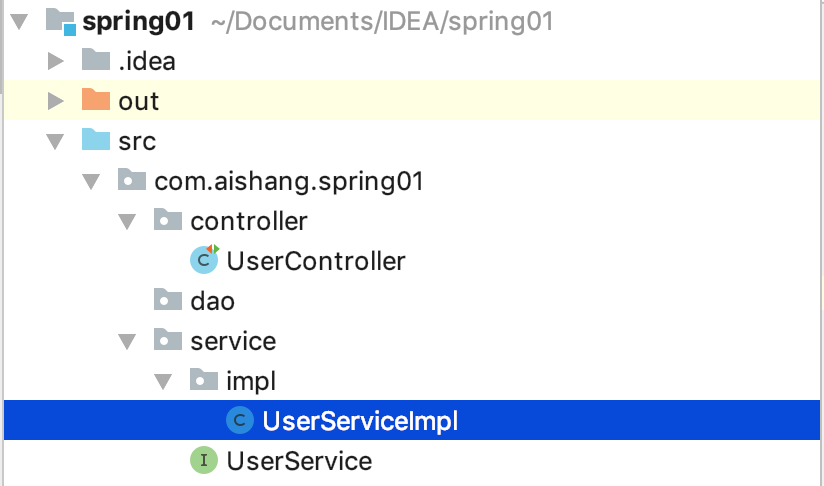 spring01 ~/Documents/IDEA/spring01
.idea
out
src
com.aishang.spring01
controller
C UserController
dao
service
impl
C UserServiceImpl
I UserService